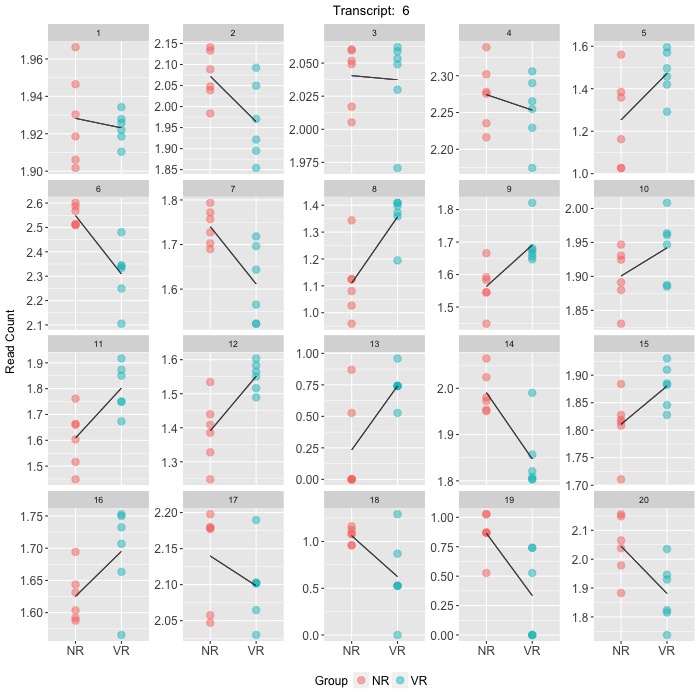 Transcript: 6
1 2 3 4 5
1.96 2.15 2.050 2.30 1.6
1.94 2.10 2.025 2.25 1.4
1.92 2.05 2.000 2.20 1.2
1.90 2.00 1.975 1.0
1.95
1.90
1.85
6 7 8 9 10
2.6 1.8 1.4 1.8 2.00
2.5 1.7 1.3 1.7 1.95
2.4 1.6 1.2 1.6 1.90
2.3 1.1 1.5 1.85
2.2 1.0
2.1
Read Count
11 12 13 14 15
1.9 1.6 1.00 2.0 1.90
1.8 1.5 0.75 1.9 1.85
1.7 1.4 0.50 1.8 1.80
1.6 1.3 0.25 1.75
1.5 0.00 1.70
16 17 18 19 20
1.75 2.20 1.0 1.00 2.1
1.70 2.15 0.5 0.75 2.0
1.65 2.10 0.0 0.50 1.9
1.60 2.05 0.25 1.8
0.00
NR VR NR VR NR VR NR VR NR VR
Group NR VR